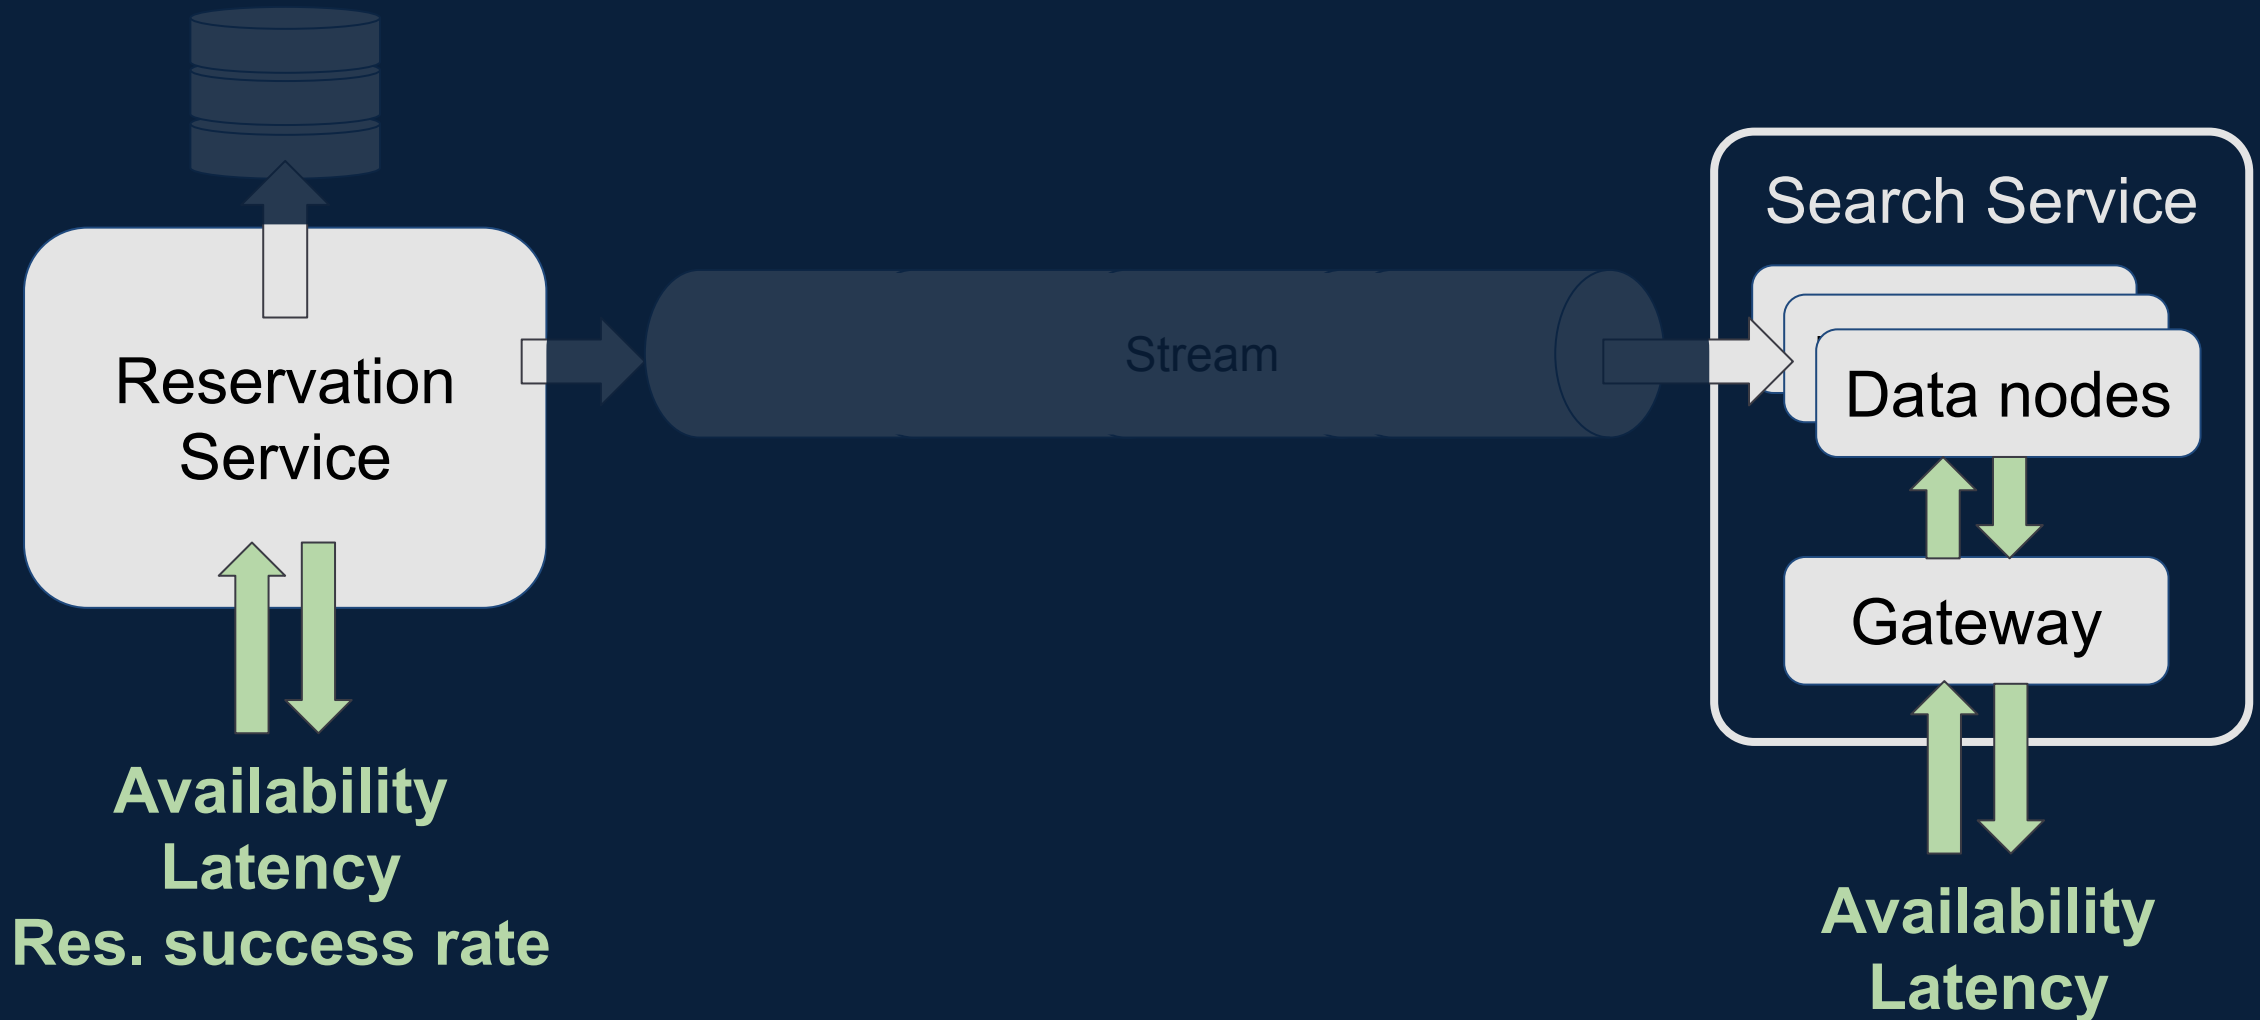 Search Service
Stream
Reservation
Service
Data nodes
Gateway
Availability
Latency
Res. success rate
Availability
Latency